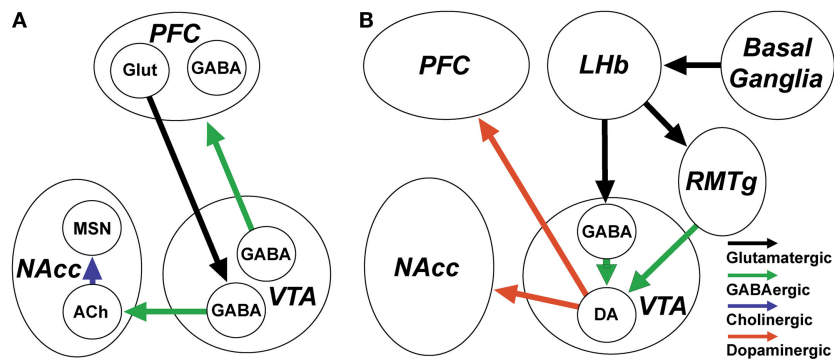 A
PFC
Glut
GABA
MSN
NAcc
ACh
GABA
VTA
GABA
B
PFC
LHb
Basal
Ganglia
RMTg
GABA
NAcc
DA
VTA
Glutamatergic
GABAergic
Cholinergic
Dopaminergic